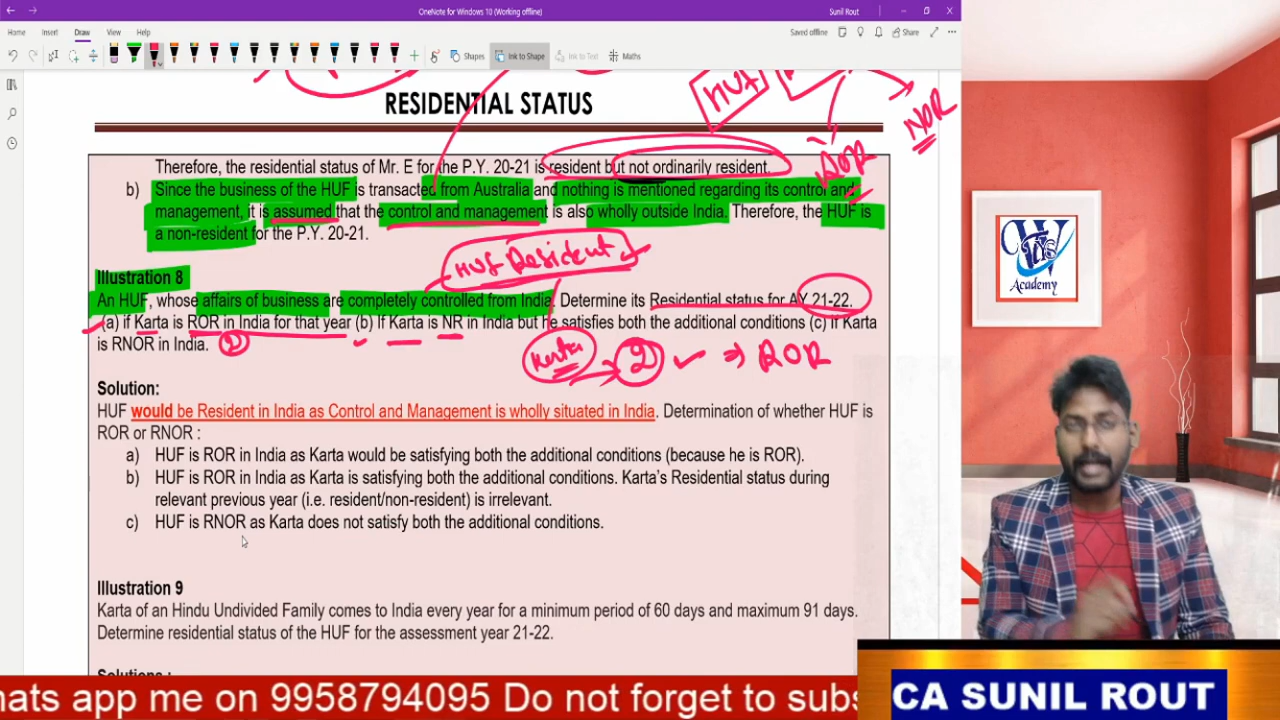 OneNote for Windows 10 (Working offline)
Sunil Rout
Home Insert Draw View Help
Saved offline
Share
Shapes
Ink to Shape
Ink to Text
Maths
HUF
NOR
RESIDENTIAL STATUS
ROR
Therefore, the residential status of Mr. E for the P.Y. 20-21 is resident but not ordinarily resident.
b) Since the business of the HUF is transacted from Australia and nothing is mentioned regarding its control and
management, it is assumed that the control and management is also wholly outside India. Therefore, the HUF is
a non-resident for the P.Y. 20-21.
HUF Resident
Illustration 8
An HUF, whose affairs of business are completely controlled from India. Determine its Residential status for AY 21-22.
(a) if Karta is ROR in India for that year (b) If Karta is NR in India but he satisfies both the additional conditions (c) If Karta
is RNOR in India.
2
Karta
2
⇒ ROR
Solution:
HUF would be Resident in India as Control and Management is wholly situated in India. Determination of whether HUF is
ROR or RNOR :
a) HUF is ROR in India as Karta would be satisfying both the additional conditions (because he is ROR).
b) HUF is ROR in India as Karta is satisfying both the additional conditions. Karta's Residential status during
relevant previous year (i.e. resident/non-resident) is irrelevant.
c) HUF is RNOR as Karta does not satisfy both the additional conditions.
Illustration 9
Karta of an Hindu Undivided Family comes to India every year for a minimum period of 60 days and maximum 91 days.
Determine residential status of the HUF for the assessment year 21-22.
Solutions :
Academy
hats app me on 9958794095 Do not forget to subs
CA SUNIL ROUT